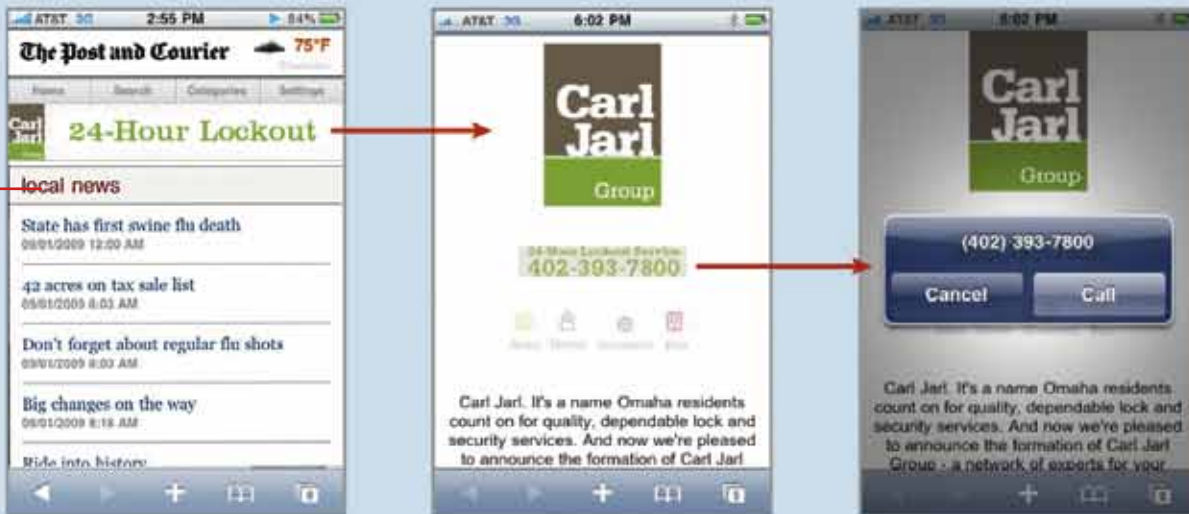 AT&T 3G 2:55 PM 84%
The Post and Courier 75°F
Home Search Categories Settings
Carl
Jarl
24-Hour Lockout
local news
State has first swine flu death
09/01/2009 12:00 AM
42 acres on tax sale list
09/01/2009 8:03 AM
Don't forget about regular flu shots
09/01/2009 8:03 AM
Big changes on the way
09/01/2009 8:18 AM
Ride into history
AT&T 3G 6:02 PM
Carl
Jarl
Group
24-Hour Lockout Service
402-393-7800
Carl Jarl. It's a name Omaha residents
count on for quality, dependable lock and
security services. And now we're pleased
to announce the formation of Carl Jarl
AT&T 3G 6:02 PM
Carl
Jarl
Group
(402) 393-7800
Cancel Call
Carl Jarl. It's a name Omaha residents
count on for quality, dependable lock and
security services. And now we're pleased
to announce the formation of Carl Jarl
Group - a network of experts for your